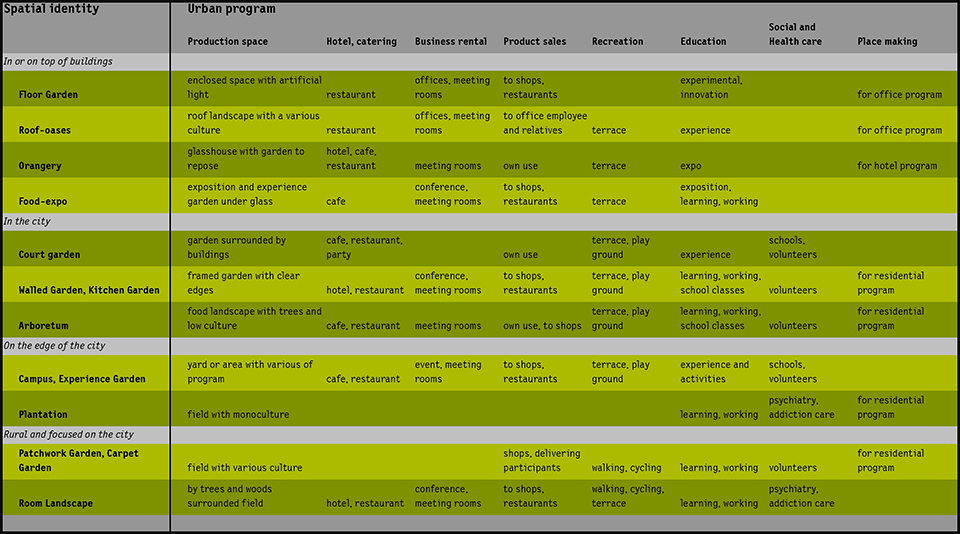 Spatial identity Urban program
Social and
Production space Hotel, catering Business rental Product sales Recreation Education Health care Place making
In or on top of buildings
enclosed space with artificial offices, meeting to shops, experimental,
Floor Garden light restaurant rooms restaurants innovation for office program
roof landscape with a various offices, meeting to office employee
Roof-oases culture restaurant rooms and relatives terrace experience for office program
glasshouse with garden to hotel, cafe,
Orangery repose restaurant meeting rooms own use terrace expo for hotel program
exposition and experience conference, to shops, exposition,
Food-expo garden under glass cafe meeting rooms restaurants terrace learning, working
In the city
garden surrounded by cafe, restaurant, terrace, play schools,
Court garden buildings party own use ground experience volunteers
framed garden with clear conference, to shops, terrace, play learning, working, for residential
Walled Garden, Kitchen Garden edges hotel, restaurant meeting rooms restaurants ground school classes volunteers program
food landscape with trees and terrace, play learning, working, for residential
Arboretum low culture cafe, restaurant meeting rooms own use, to shops ground school classes volunteers program
On the edge of the city
yard or area with various of event, meeting to shops, terrace, play experience and schools,
Campus, Experience Garden program cafe, restaurant rooms restaurants ground activities volunteers
psychiatry, for residential
Plantation field with monoculture learning, working addiction care program
Rural and focused on the city
Patchwork Garden, Carpet shops, delivering for residential
Garden field with various culture participants walking, cycling learning, working volunteers program
by trees and woods conference, to shops, walking, cycling, psychiatry,
Room Landscape surrounded field hotel, restaurant meeting rooms restaurants terrace learning, working addiction care